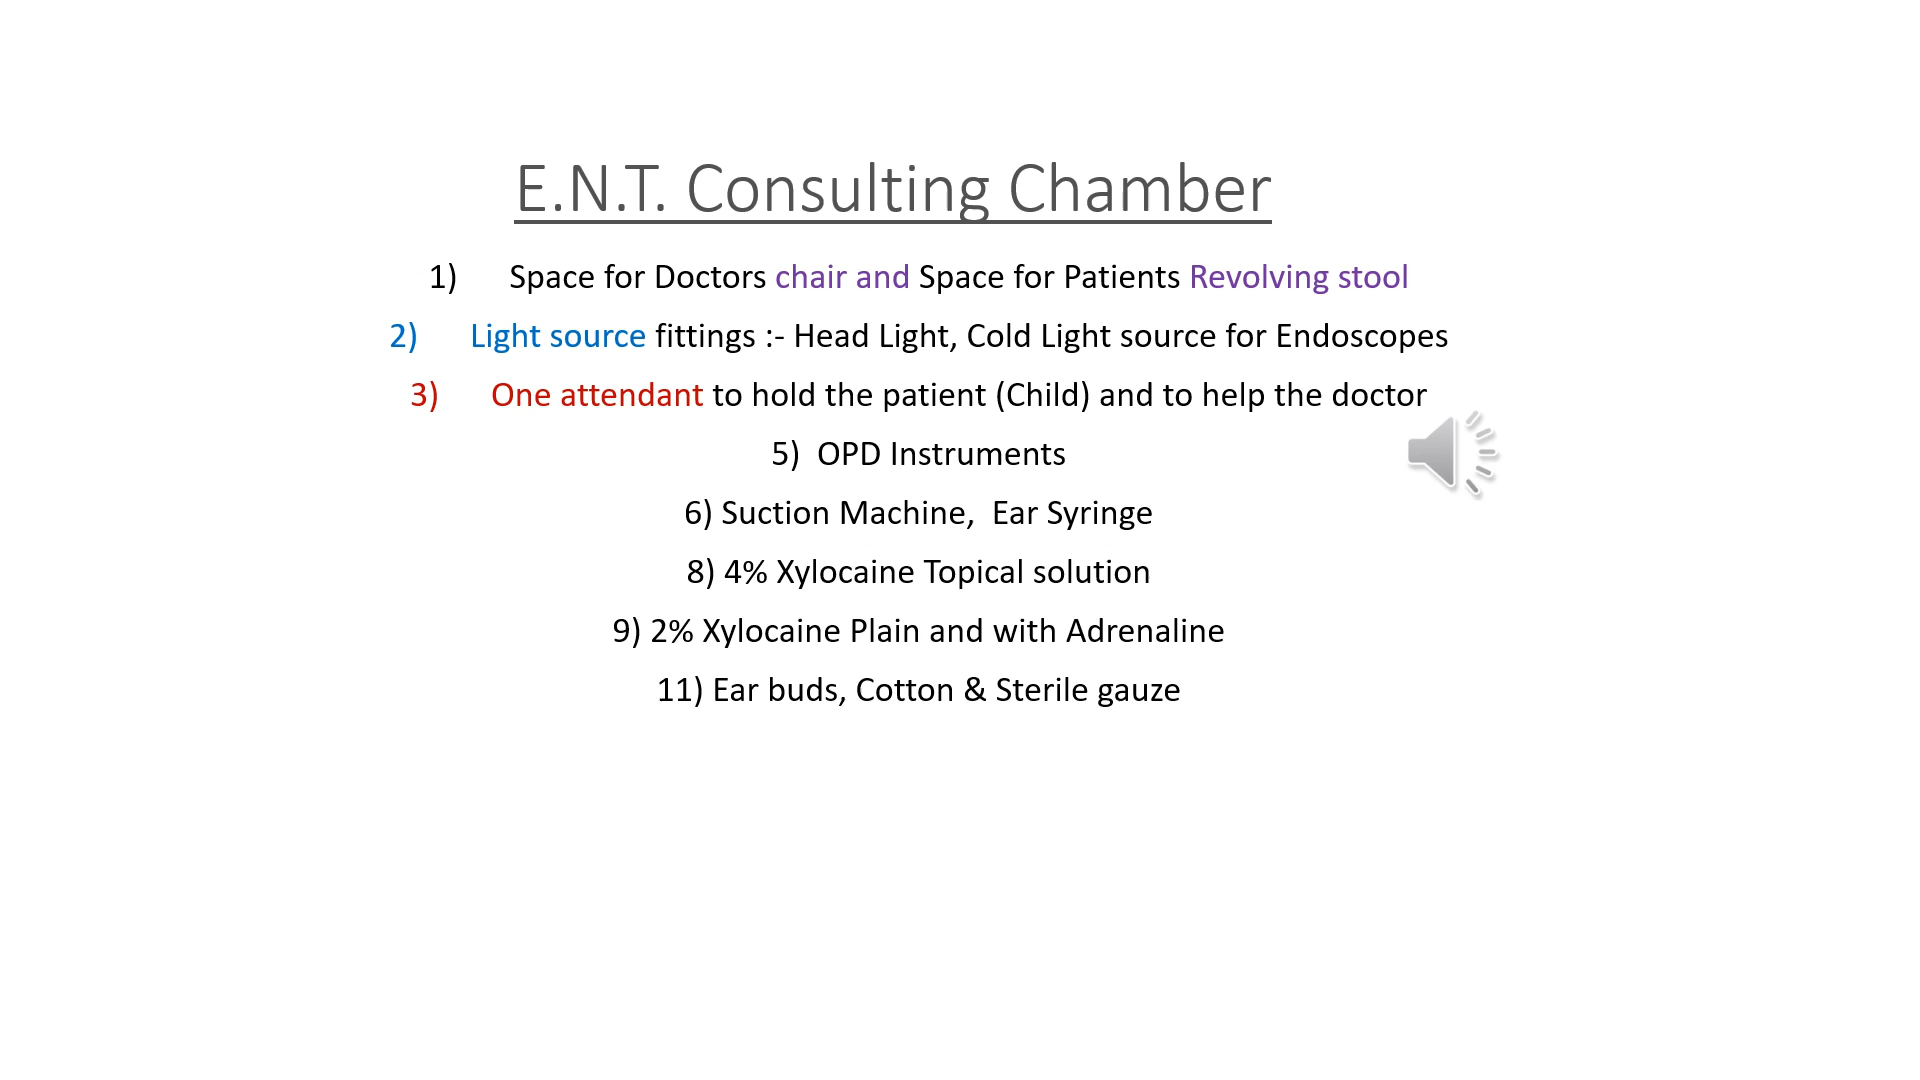 E.N.T. Consulting Chamber
1) Space for Doctors chair and Space for Patients Revolving stool
2) Light source fittings :- Head Light, Cold Light source for Endoscopes
3) One attendant to hold the patient (Child) and to help the doctor
5) OPD Instruments
6) Suction Machine, Ear Syringe
8) 4% Xylocaine Topical solution
9) 2% Xylocaine Plain and with Adrenaline
11) Ear buds, Cotton & Sterile gauze